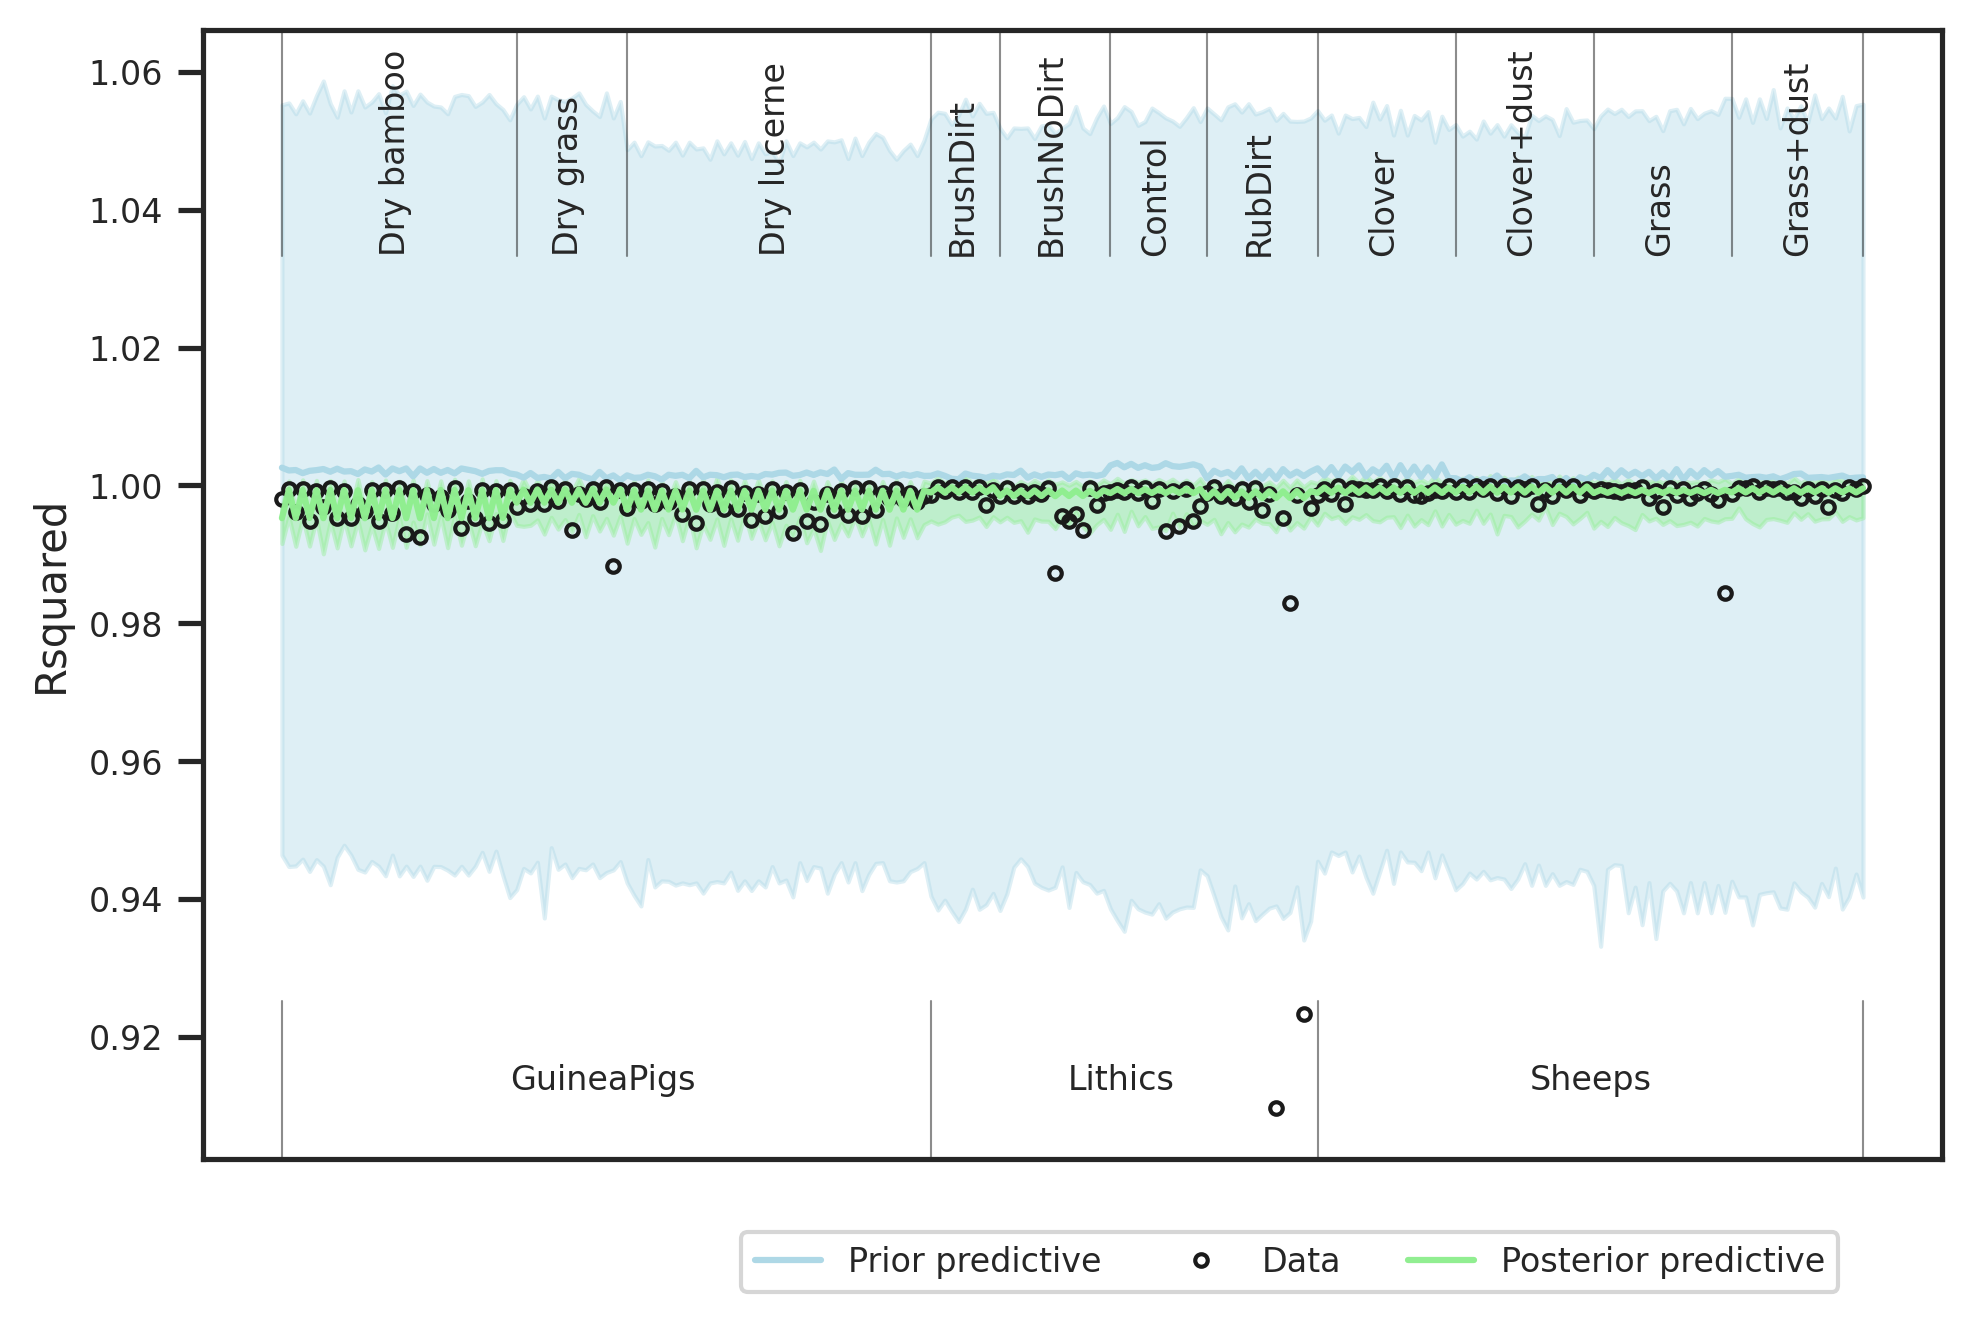 1.06
1.04
1.02
1.00
0.98
0.96
0.94
0.92
Rsquared
Dry bamboo
Dry grass
Dry lucerne
BrushDirt
BrushNoDirt
Control
RubDirt
Clover
Clover+dust
Grass
Grass+dust
GuineaPigs
Lithics
Sheeps
Prior predictive
Data
Posterior predictive